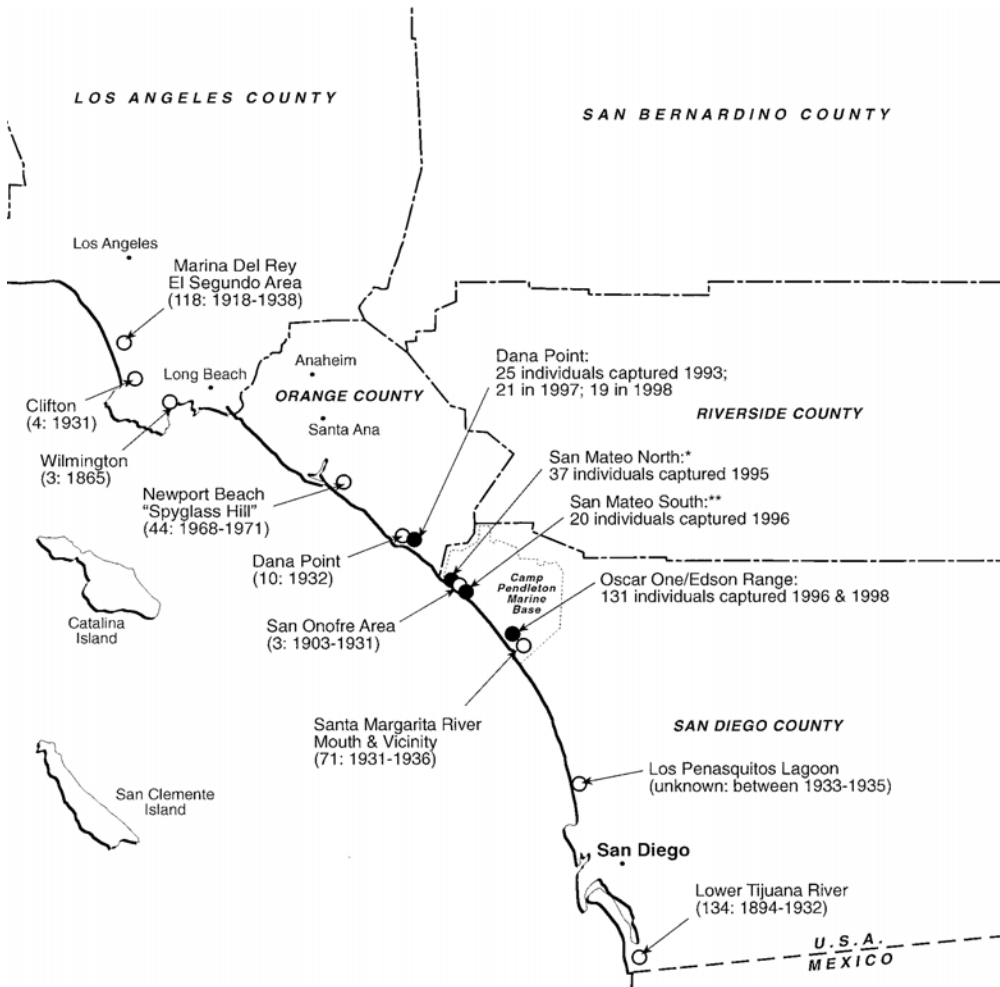 LOS ANGELES COUNTY
SAN BERNARDINO COUNTY
Los Angeles
Marina Del Rey
El Segundo Area
(118: 1918-1938)
Long Beach
Anaheim
ORANGE COUNTY
Santa Ana
Dana Point:
25 individuals captured 1993;
21 in 1997; 19 in 1998
RIVERSIDE COUNTY
Clifton
(4: 1931)
Wilmington
(3: 1865)
Newport Beach
"Spyglass Hill"
(44: 1968-1971)
San Mateo North:*
37 individuals captured 1995
San Mateo South:**
20 individuals captured 1996
Dana Point
(10: 1932)
Camp
Pendleton
Marine
Base
Oscar One/Edson Range:
131 individuals captured 1996 & 1998
Catalina
Island
San Onofre Area
(3: 1903-1931)
Santa Margarita River
Mouth & Vicinity
(71: 1931-1936)
SAN DIEGO COUNTY
Los Penasquitos Lagoon
(unknown: between 1933-1935)
San Clemente
Island
San Diego
Lower Tijuana River
(134: 1894-1932)
U.S.A.
MEXICO